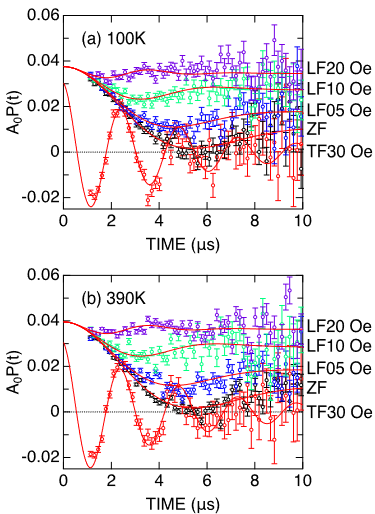 0.06
(a) 100K
0.04
LF20 Oe
LF10 Oe
0.02
LF05 Oe
ZF
0
TF30 Oe
-0.02
A₀P(t)
0 2 4 6 8 10
TIME (μs)
0.06
(b) 390K
0.04
LF20 Oe
LF10 Oe
0.02
LF05 Oe
ZF
0
TF30 Oe
-0.02
A₀P(t)
0 2 4 6 8 10
TIME (μs)